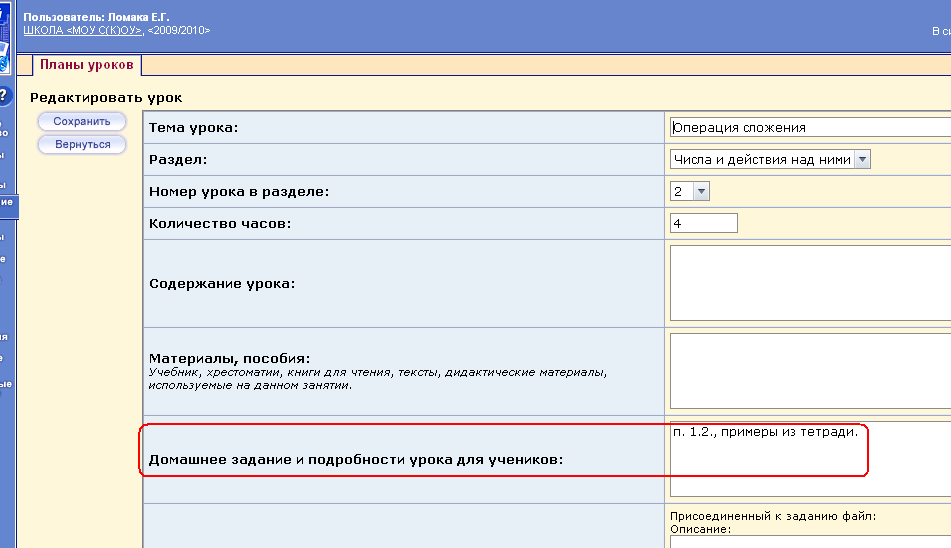 Пользователь: Ломака Е.Г.
ШКОЛА <МОУ С(К)ОУ>, <2009/2010>
Планы уроков
Редактировать урок
Сохранить
Вернуться
Тема урока:
Операция сложения
Раздел:
Числа и действия над ними
Номер урока в разделе:
2
Количество часов:
4
Содержание урока:
Материалы, пособия:
Учебник, хрестоматии, книги для чтения, тексты, дидактические материалы,
используемые на данном занятии.
п. 1.2., примеры из тетради.
Домашнее задание и подробности урока для учеников:
Присоединенный к заданию файл:
Описание: